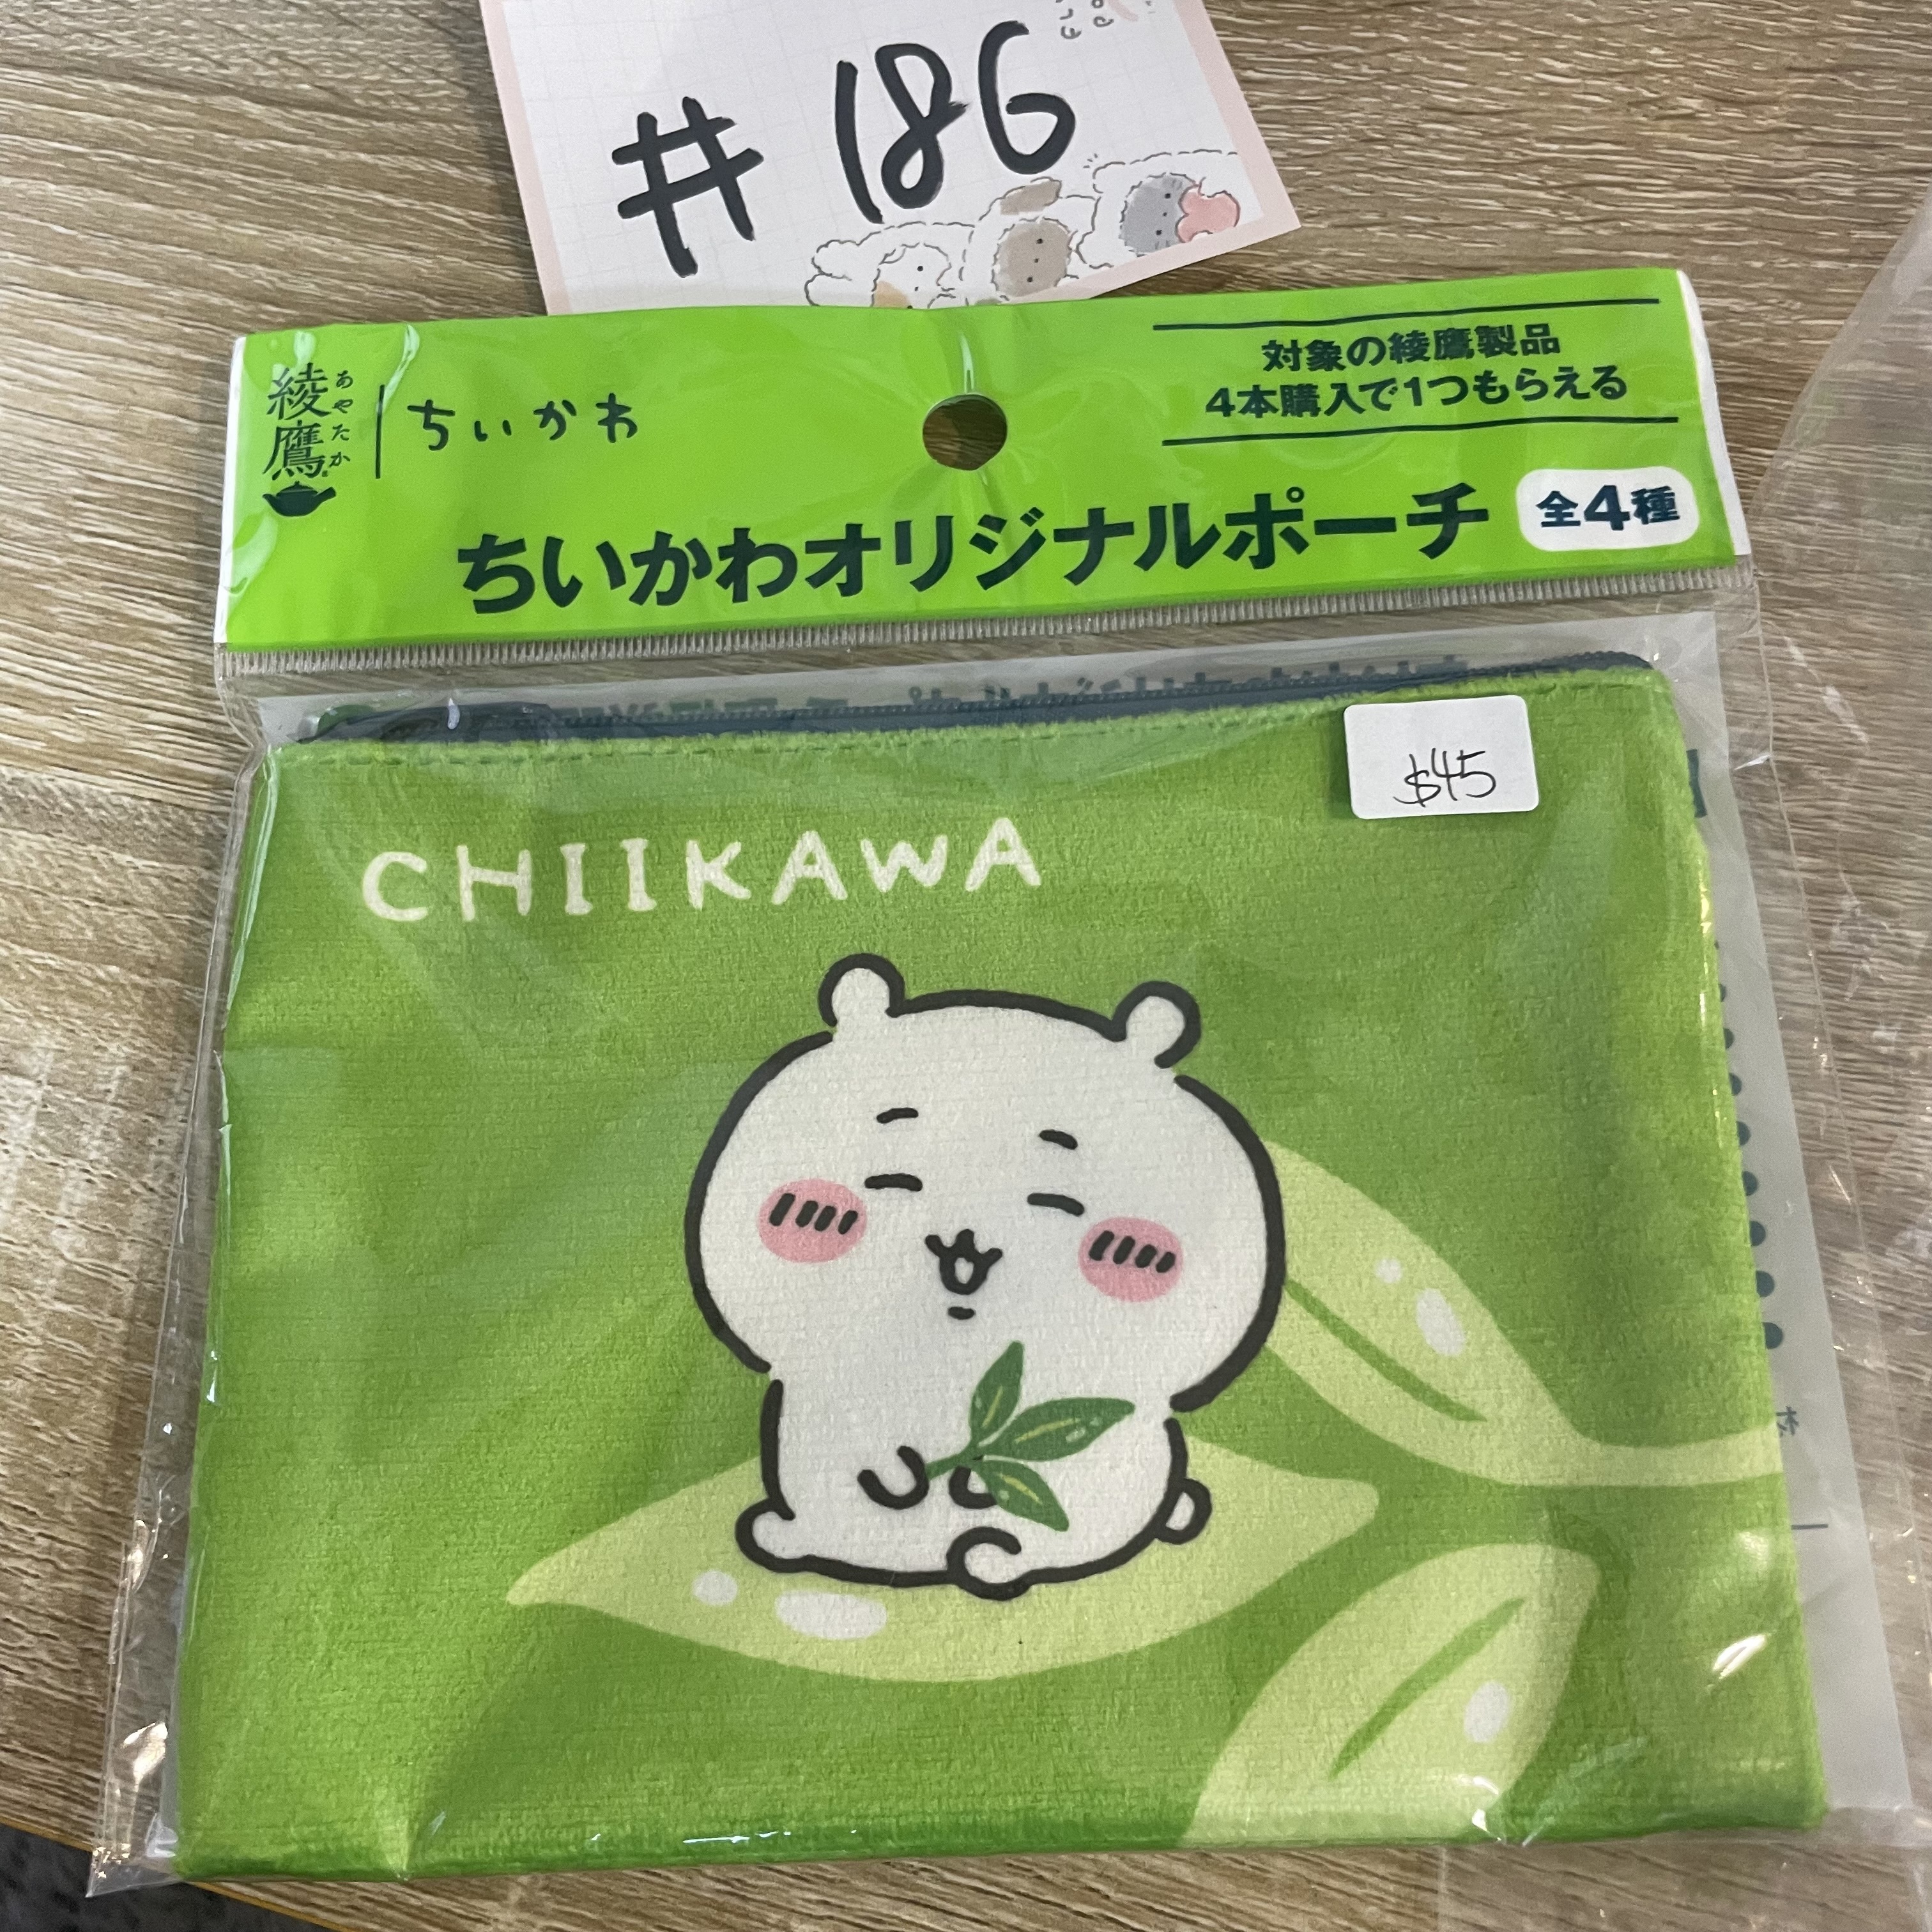 # 186
綾鷹
あやたか
ちいかわ
対象の綾鷹製品
4本購入で1つもらえる
ちいかわオリジナルポーチ
全4種
$45
CHIIKAWA